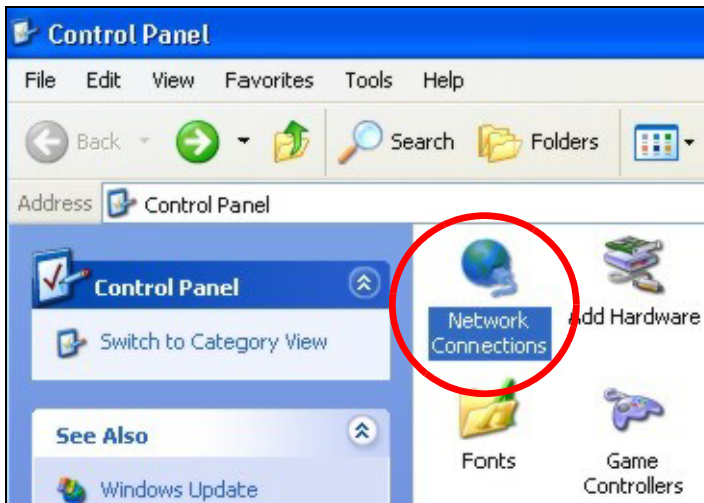 Control Panel
File Edit View Favorites Tools Help
Back Search Folders
Address Control Panel
Control Panel
Switch to Category View
See Also
Windows Update
Network
Connections
Add Hardware
Fonts
Game
Controllers